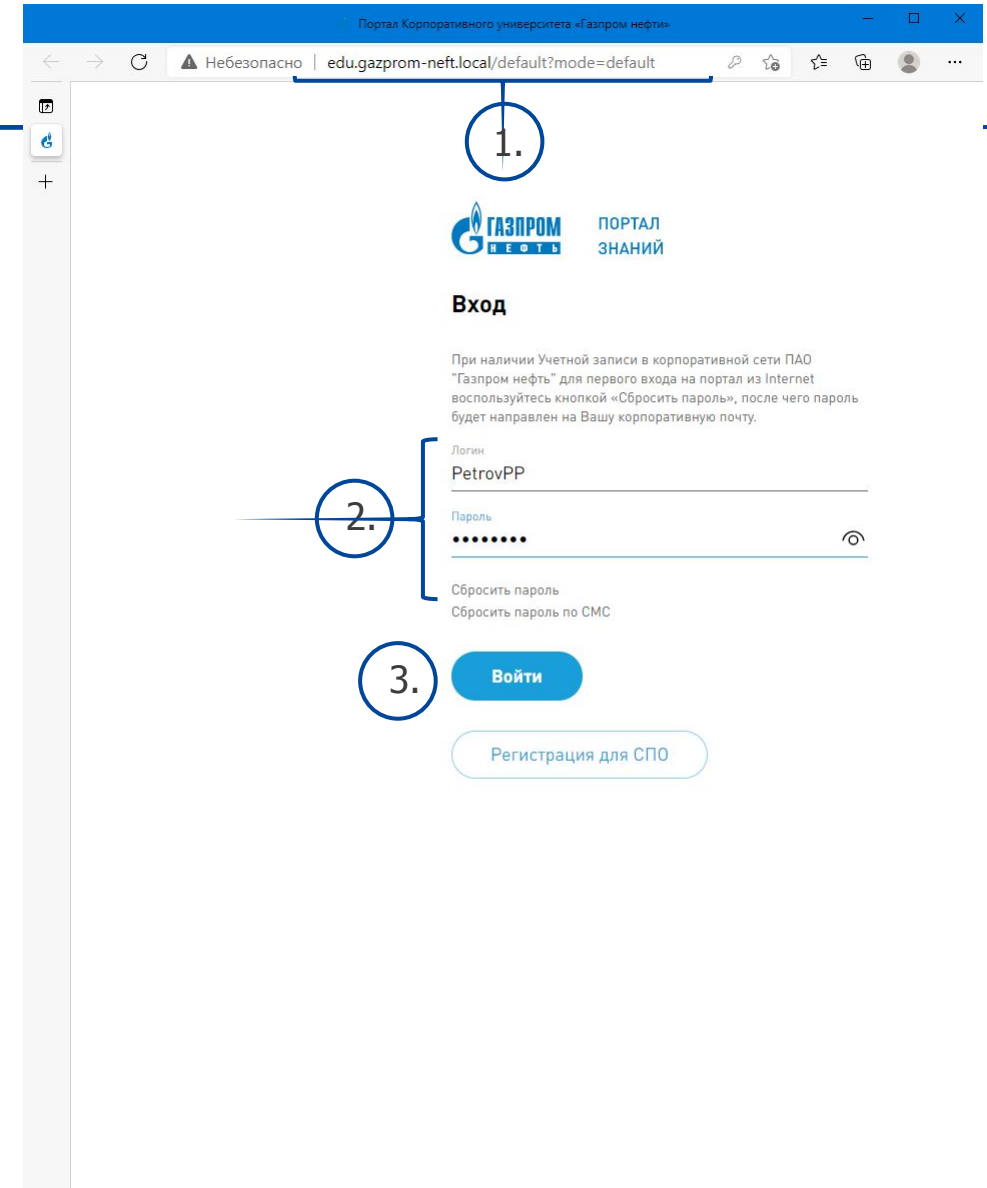 Портал Корпоративного университета «Газпром нефти»
Небезопасно | edu.gazprom-neft.local/default?mode=default
1.
ГАЗПРОМ
НЕФТЬ
ПОРТАЛ
ЗНАНИЙ
Вход
При наличии Учетной записи в корпоративной сети ПАО
"Газпром нефть" для первого входа на портал из Internet
воспользуйтесь кнопкой «Сбросить пароль», после чего пароль
будет направлен на Вашу корпоративную почту.
Логин
PetrovPP
2.
Пароль
••••••••
Сбросить пароль
Сбросить пароль по СМС
3.
Войти
Регистрация для СПО